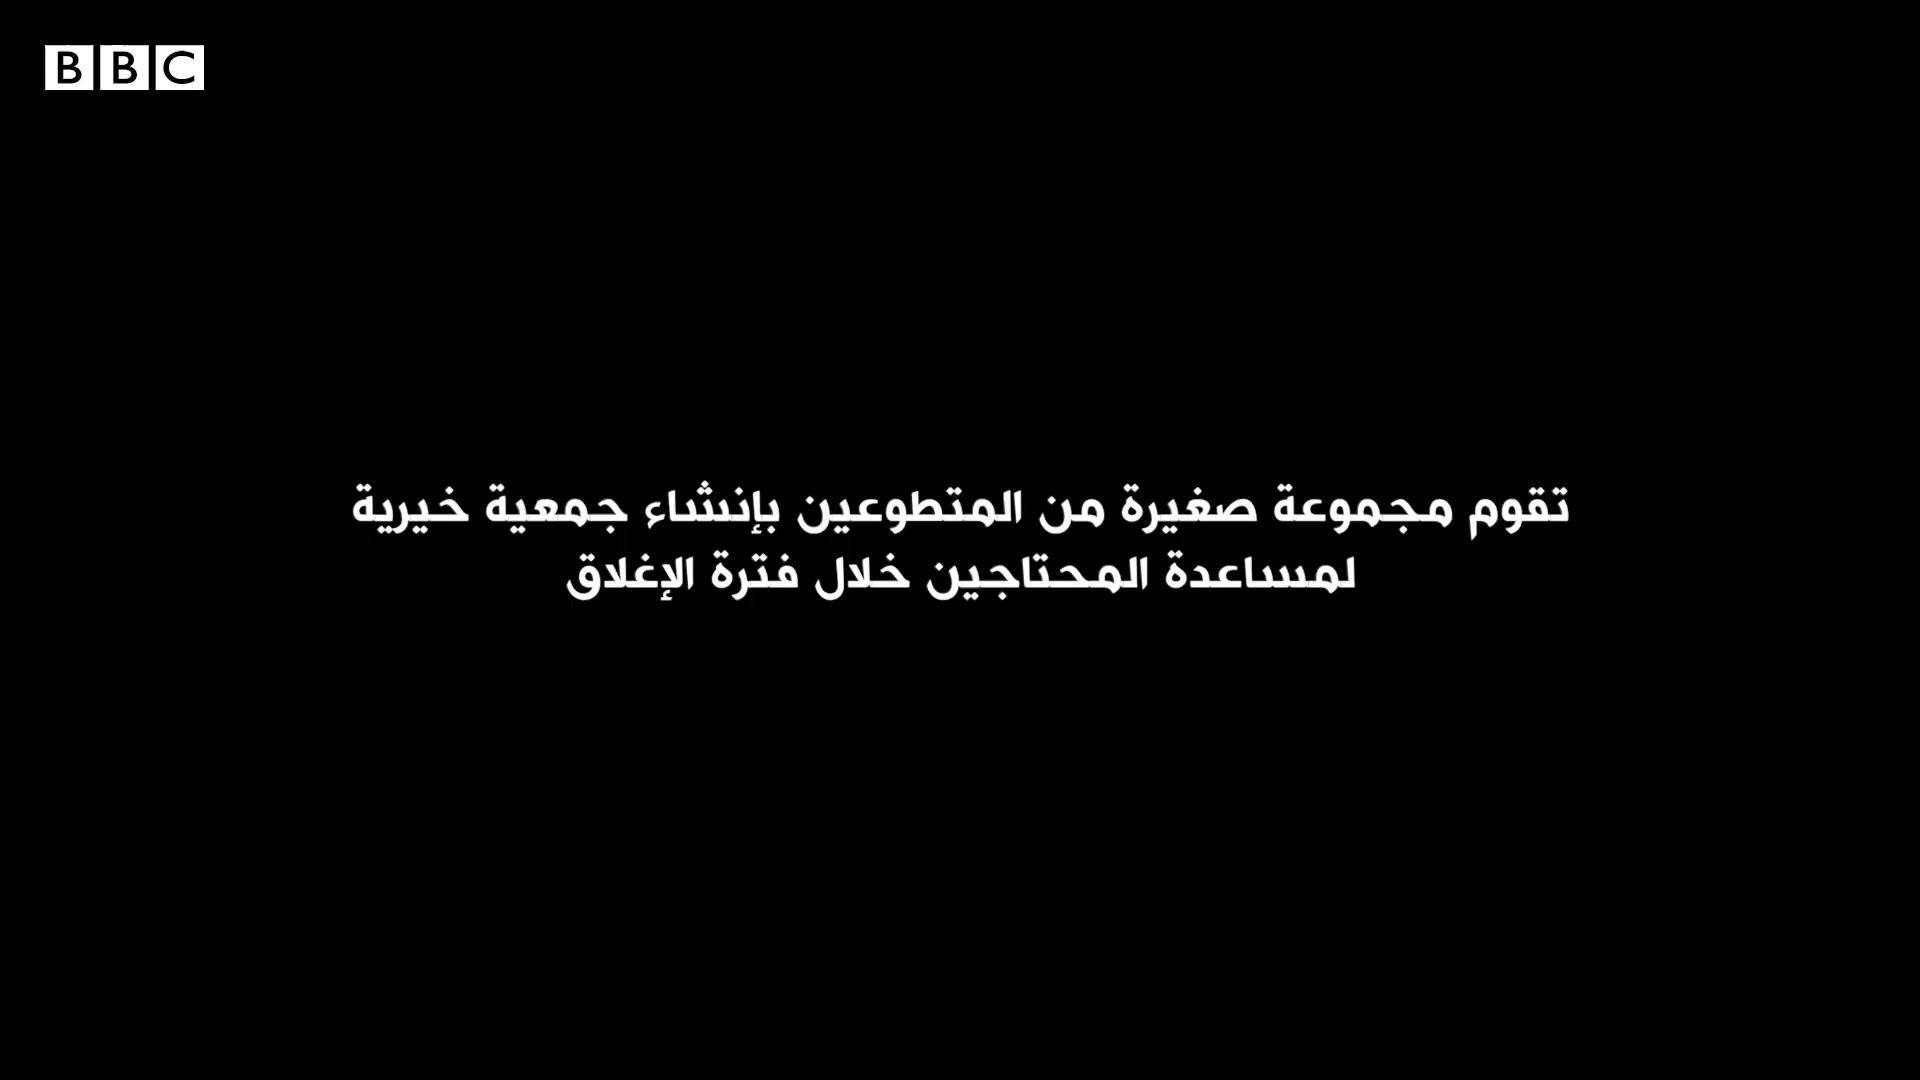 BBC
تقوم مجموعة صغيرة من المتطوعين بإنشاء جمعية خيرية
لمساعدة المحتاجين خلال فترة الإغلاق